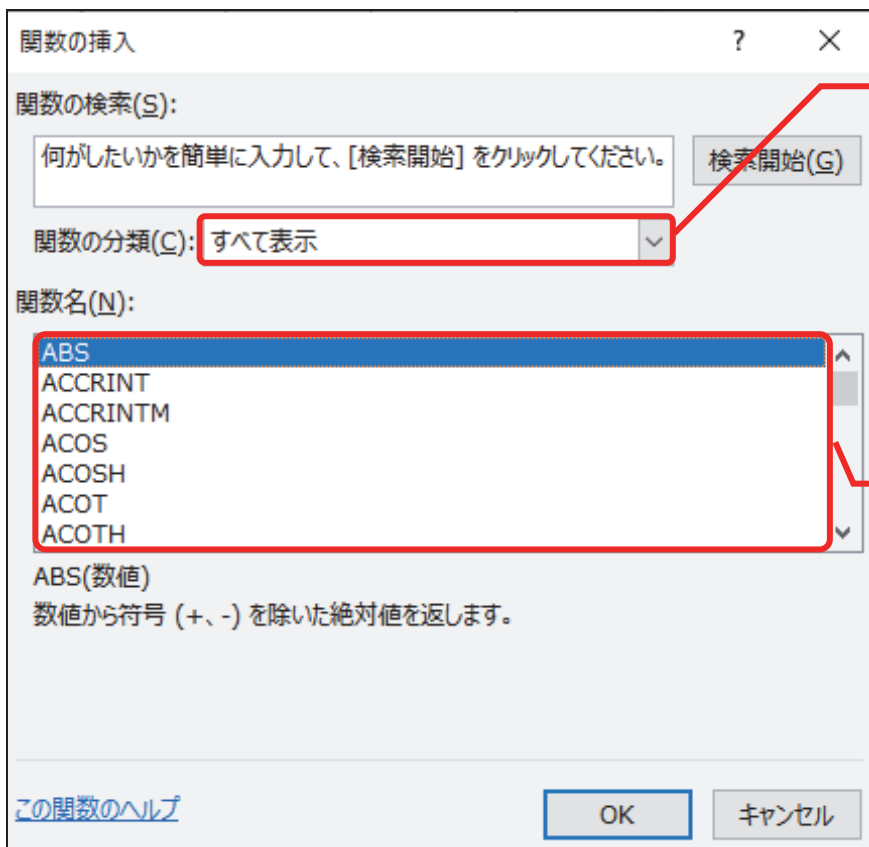 関数の挿入 ?
関数の検索(S):
何がしたいかを簡単に入力して、[検索開始] をクリックしてください。 検索開始(G)
関数の分類(C): すべて表示
関数名(N):
ABS
ACCRINT
ACCRINTM
ACOS
ACOSH
ACOT
ACOTH
ABS(数値)
数値から符号 (+、-) を除いた絶対値を返します。
この関数のヘルプ OK キャンセル